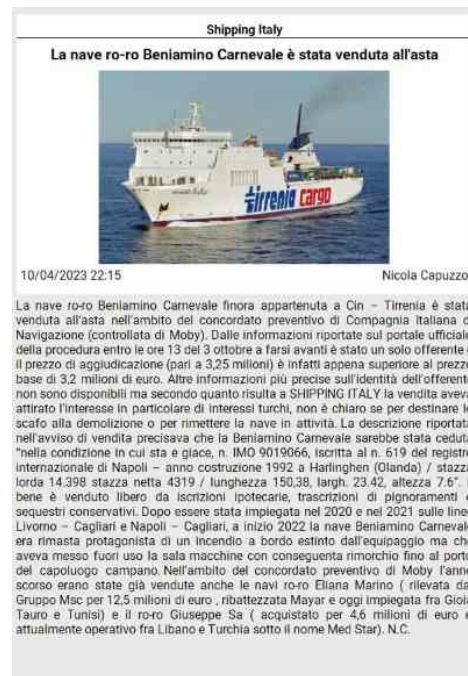 Shipping Italy
La nave ro-ro Beniamino Carnevale è stata venduta all'asta
tirrenia cargo
10/04/2023 22:15 Nicola Capuzzo
La nave ro-ro Beniamino Carnevale finora appartenuta a Cin – Tirrenia è stata
venduta all'asta nell'ambito del concordato preventivo di Compagnia Italiana d
Navigazione (controllata di Moby). Dalle informazioni riportate sul portale ufficiale
della procedura entro le ore 13 del 3 ottobre a farsi avanti è stato un solo offerente
il prezzo di aggiudicazione (pari a 3,25 milioni) è infatti appena superiore al prezzo
base di 3,2 milioni di euro. Altre informazioni più precise sull'identità dell'offerent
non sono disponibili ma secondo quanto risulta a SHIPPING ITALY la vendita aveva
attirato l'interesse in particolare di interessi turchi, non è chiaro se per destinare l
scafo alla demolizione o per rimettere la nave in attività. La descrizione riportata
nell'avviso di vendita precisava che la Beniamino Carnevale sarebbe stata ceduta
"nella condizione in cui sta e giace, n. IMO 9019066, iscritta al n. 619 del registro
internazionale di Napoli – anno costruzione 1992 a Harlinghen (Olanda) / stazza
lorda 14.398 stazza netta 4319 / lunghezza 150,38, largh. 23.42, altezza 7.6".
bene è venduto libero da iscrizioni ipotecarie, trascrizioni di pignoramenti
sequestri conservativi. Dopo essere stata impiegata nel 2020 e nel 2021 sulle linee
Livorno – Cagliari e Napoli – Cagliari, a inizio 2022 la nave Beniamino Carnevale
era rimasta protagonista di un incendio a bordo estinto dall'equipaggio ma che
aveva messo fuori uso la sala macchine con conseguente rimorchio fino al porto
del capoluogo campano. Nell'ambito del concordato preventivo di Moby l'anno
scorso erano state già vendute anche le navi ro-ro Eliana Marino ( rilevata da
Gruppo Msc per 12,5 milioni di euro , ribattezzata Mayar e oggi impiegata fra Gioia
Tauro e Tunisi) e il ro-ro Giuseppe Sa ( acquistato per 4,6 milioni di euro e
attualmente operativo fra Libano e Turchia sotto il nome Med Star). N.C.